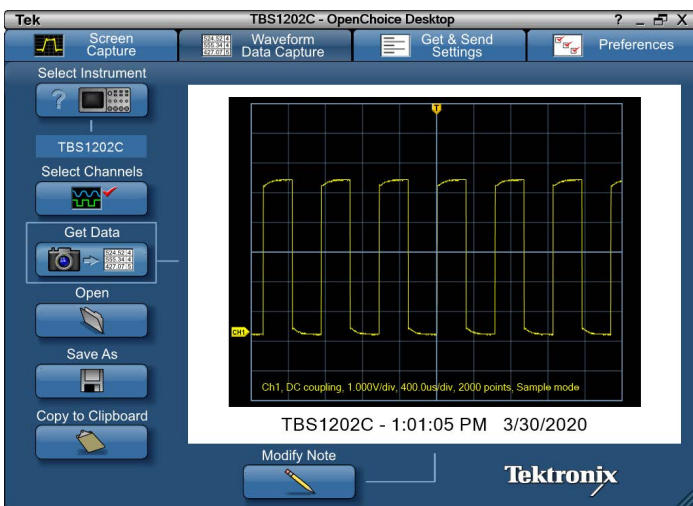 Tek TBS1202C - OpenChoice Desktop ? _ X
Screen Capture
Waveform Data Capture
Get & Send Settings
Preferences
Select Instrument
?
TBS1202C
Select Channels
Get Data
Open
Save As
Copy to Clipboard
T
CH1
Ch1, DC coupling, 1.000V/div, 400.0us/div, 2000 points, Sample mode
TBS1202C - 1:01:05 PM 3/30/2020
Modify Note
Tektronix